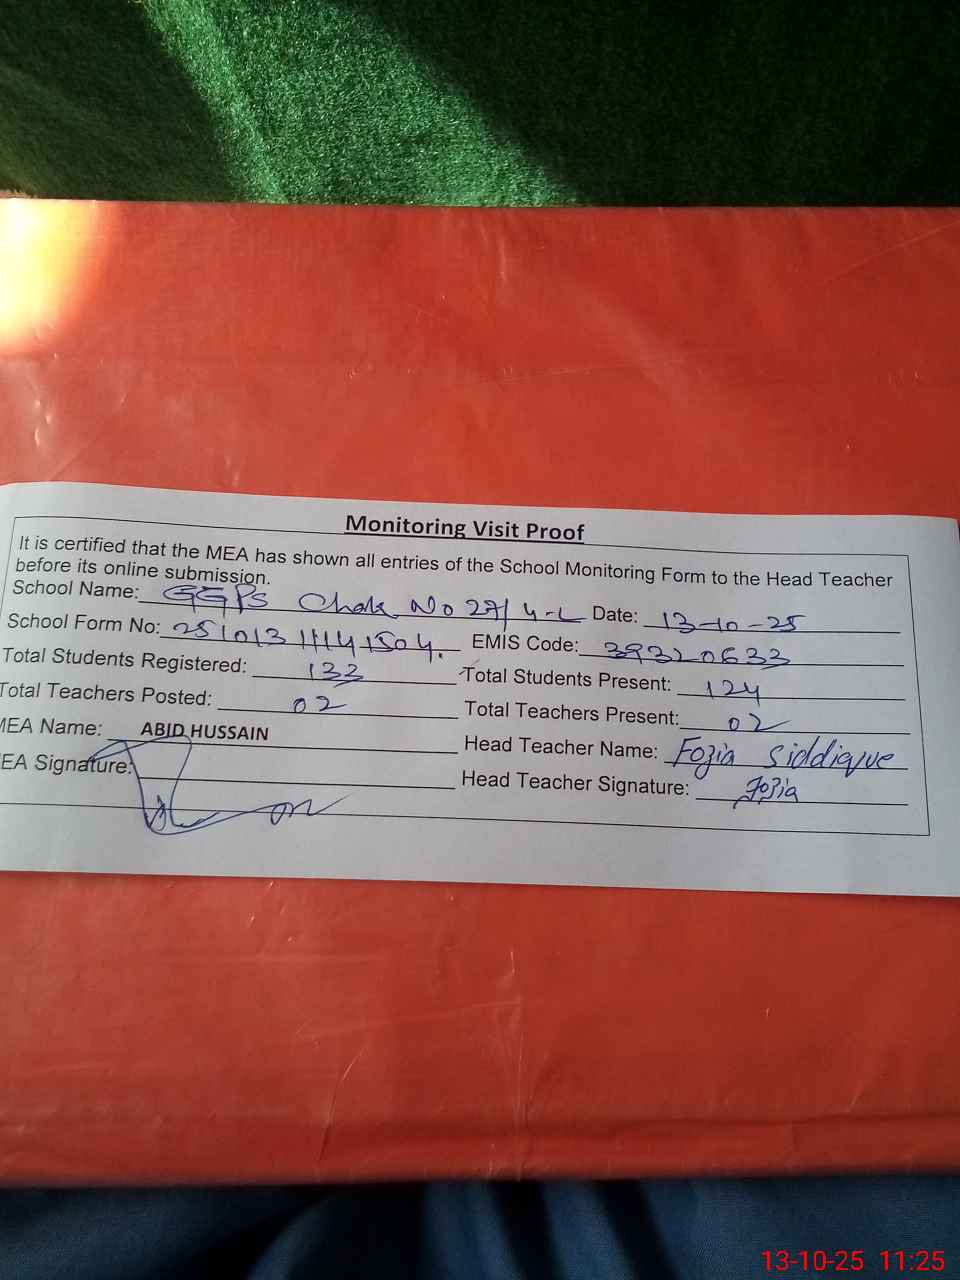 Monitoring Visit Proof
It is certified that the MEA has shown all entries of the School Monitoring Form to the Head Teacher
before its online submission.
School Name: GGPS Chak No 27/4-L Date: 13-10-25
School Form No: EMIS Code: 39320633
Total Students Registered: 133 Total Students Present: 124
Total Teachers Posted: 02 Total Teachers Present: 02
MEA Name: ABID HUSSAIN Head Teacher Name: Fozia Siddique
EA Signature: Head Teacher Signature: Fozia
13-10-25 11:25